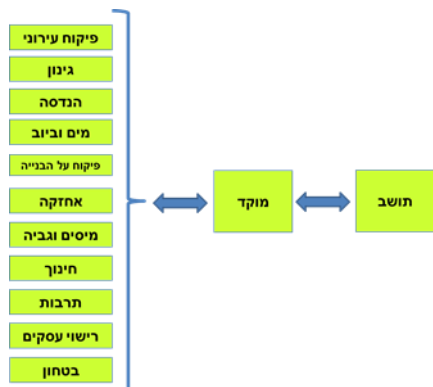 פיקוח עירוני
גינון
הנדסה
מים וביוב
פיקוח על הבנייה
אחזקה
מיסים וגביה
חינוך
תרבות
רישוי עסקים
בטחון
מוקד
תושב